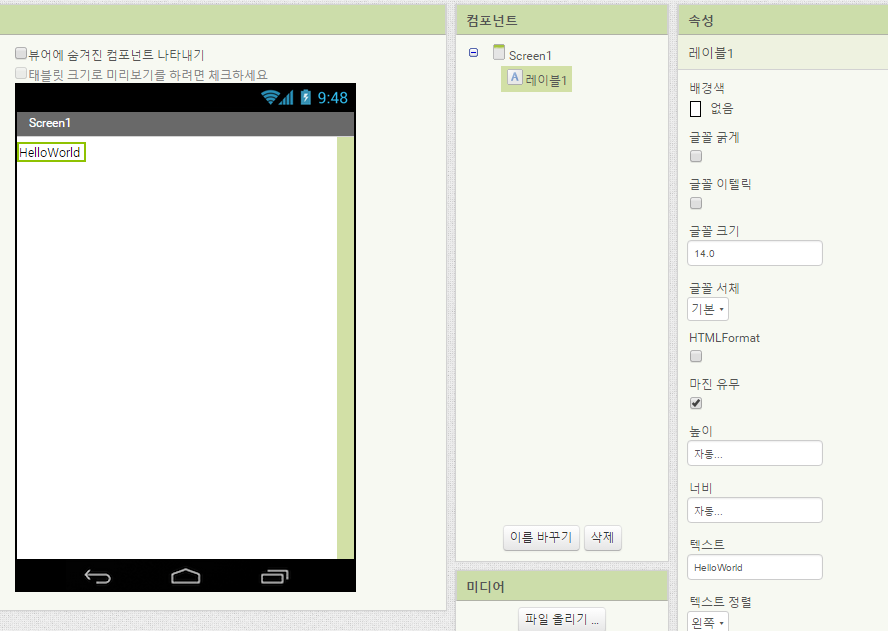 뷰어에 숨겨진 컴포넌트 나타내기
태블릿 크기로 미리보기를 하려면 체크하세요
9:48
Screen1
HelloWorld
컴포넌트
Screen1
A 레이블1
이름 바꾸기 삭제
미디어
파일 올리기 ...
속성
레이블1
배경색
없음
글꼴 굵게
글꼴 이텔릭
글꼴 크기
14.0
글꼴 서체
기본
HTMLFormat
마진 유무
높이
자동...
너비
자동...
텍스트
HelloWorld
텍스트 정렬
왼쪽